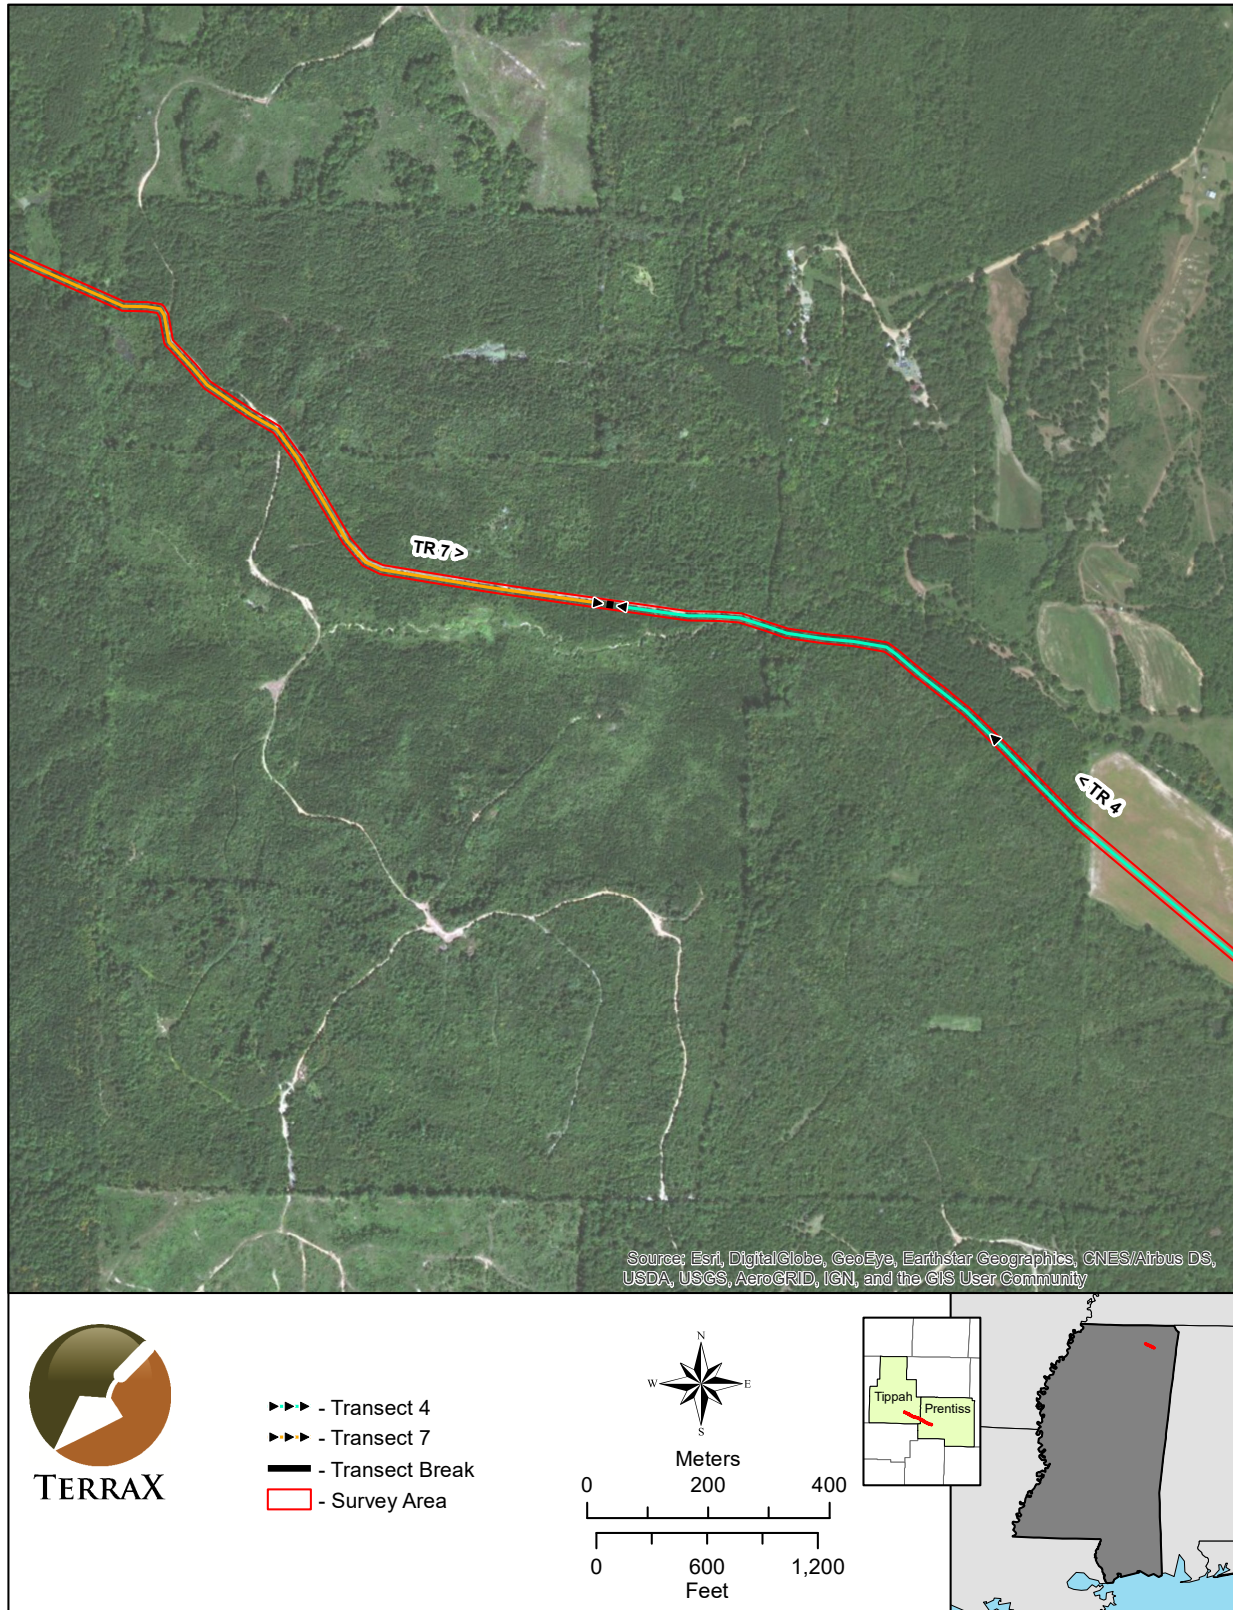 TR 7 >
< TR 4
Source: Esri, DigitalGlobe, GeoEye, Earthstar Geographics, CNES/Airbus DS,
USDA, USGS, AeroGRID, IGN, and the GIS User Community
TERRAX
- Transect 4
- Transect 7
- Transect Break
- Survey Area
N
W E
S
Meters
0 200 400
0 600 1,200
Feet
Tippah
Prentiss